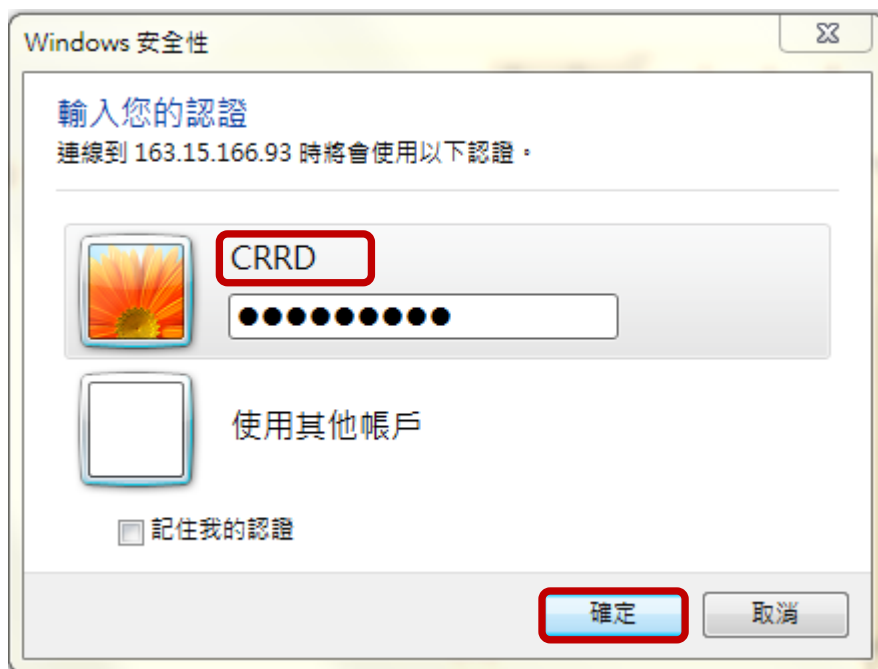 Windows 安全性
輸入您的認證
連線到 163.15.166.93 時將會使用以下認證。
CRRD
●●●●●●●●●
使用其他帳戶
記住我的認證
確定
取消